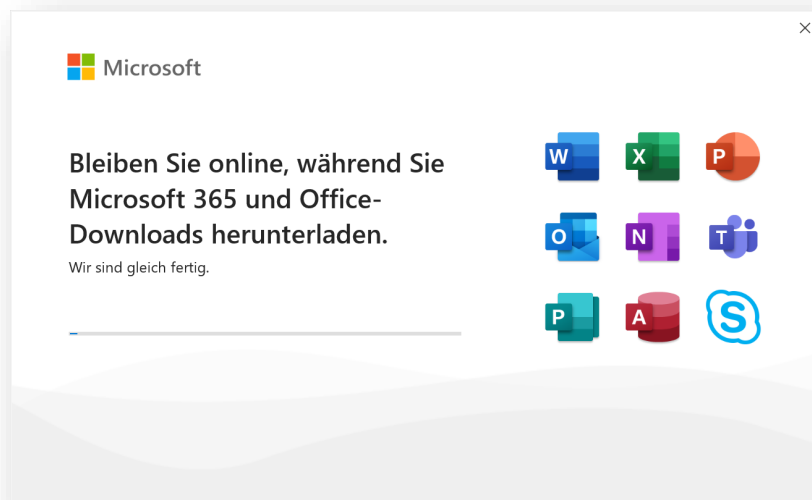 Microsoft
Bleiben Sie online, während Sie
Microsoft 365 und Office-
Downloads herunterladen.
Wir sind gleich fertig.
W X P
O N T
P A S